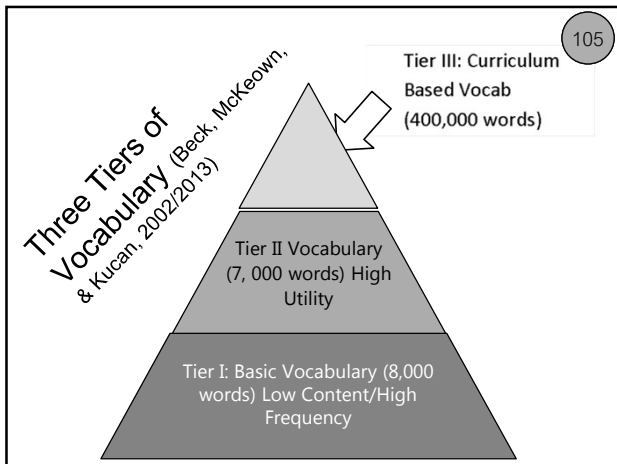 105
Three Tiers of
Vocabulary (Beck, McKeown,
& Kucan, 2002/2013)
Tier III: Curriculum
Based Vocab
(400,000 words)
Tier II Vocabulary
(7, 000 words) High
Utility
Tier I: Basic Vocabulary (8,000
words) Low Content/High
Frequency